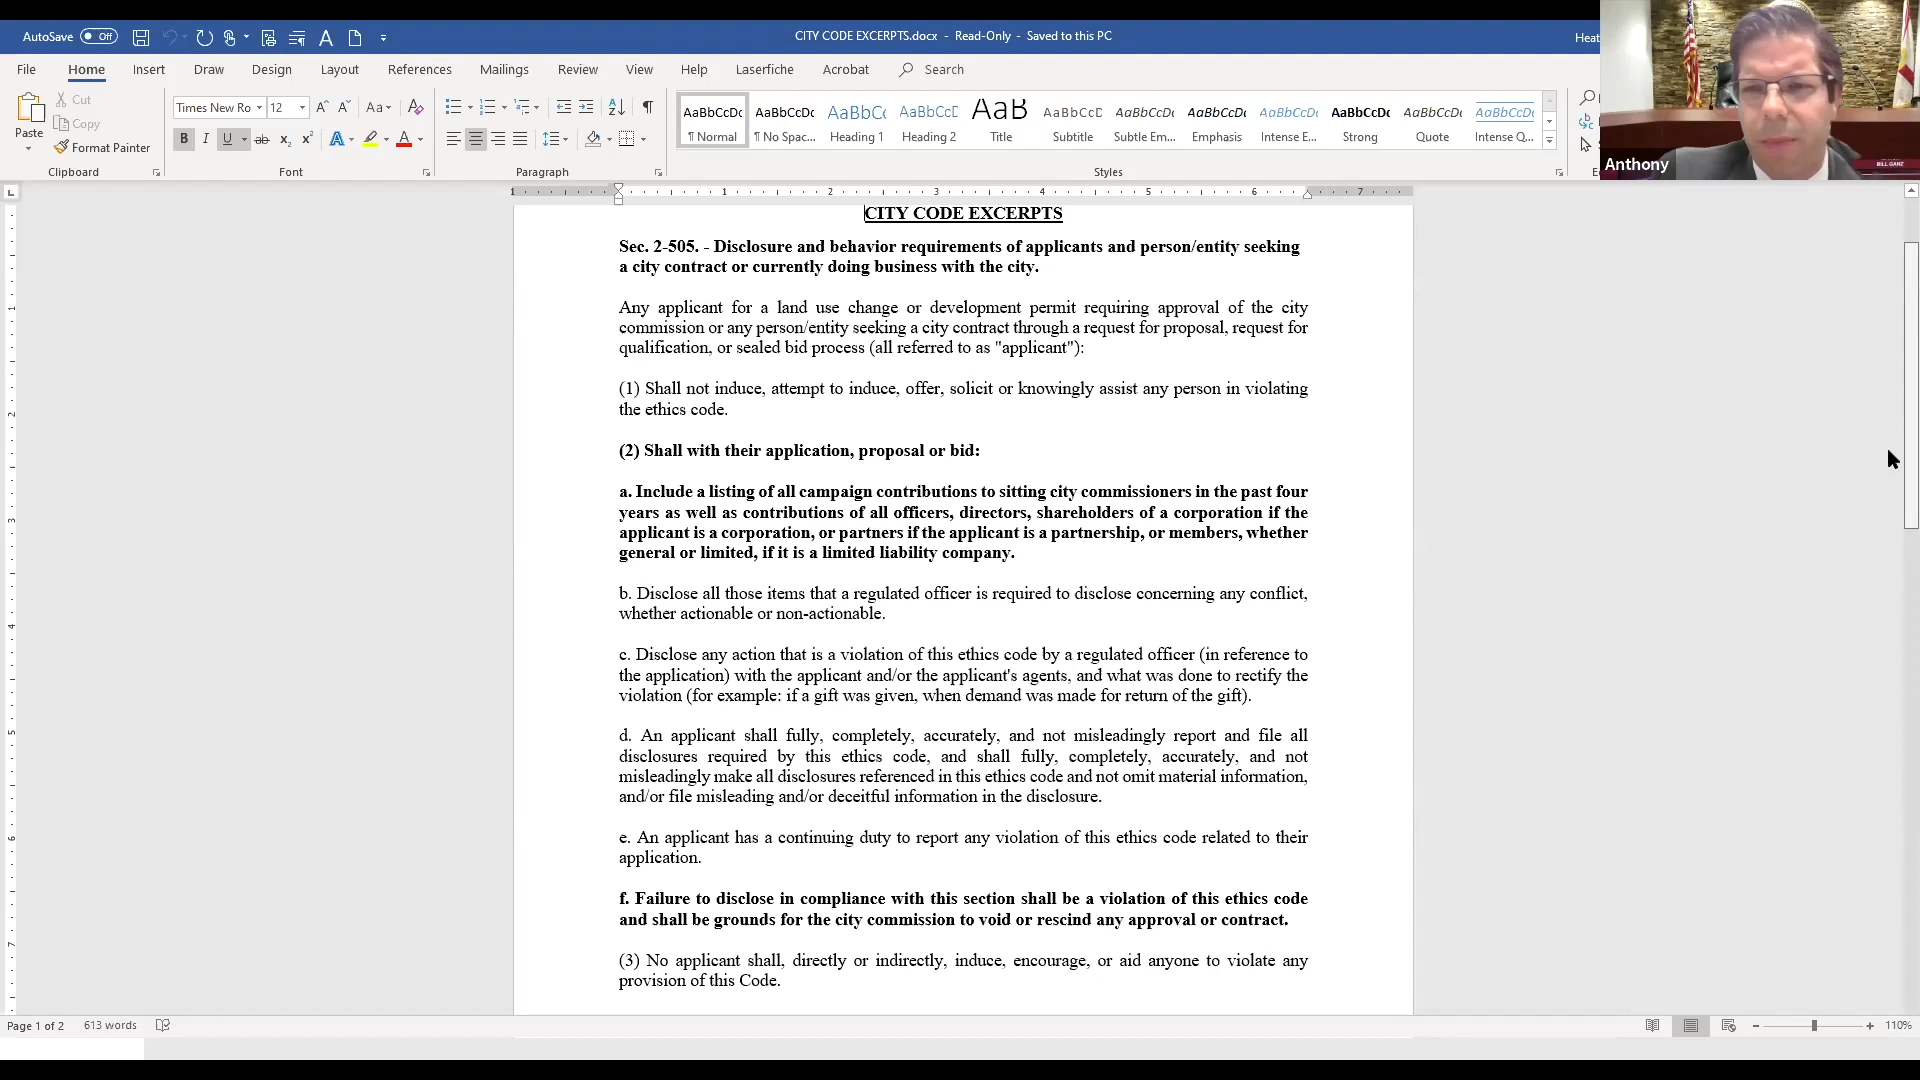 AutoSave Off
CITY CODE EXCERPTS.docx - Read-Only - Saved to this PC
Heat
File Home Insert Draw Design Layout References Mailings Review View Help Laserfiche Acrobat Search
Paste
Cut
Copy
Format Painter
Times New Ro 12
AaBbCcDc AaBbCcDc AaBbCc AaBbCcD AaB AaBbCcD AaBbCcDc AaBbCcDc AaBbCcDc AaBbCcDc AaBbCcDc AaBbCcDc
¶ Normal ¶ No Spac... Heading 1 Heading 2 Title Subtitle Subtle Em... Emphasis Intense E... Strong Quote Intense Q...
Clipboard Font Paragraph Styles
Anthony
BILL GANZ
CITY CODE EXCERPTS
Sec. 2-505. - Disclosure and behavior requirements of applicants and person/entity seeking
a city contract or currently doing business with the city.
Any applicant for a land use change or development permit requiring approval of the city
commission or any person/entity seeking a city contract through a request for proposal, request for
qualification, or sealed bid process (all referred to as "applicant"):
(1) Shall not induce, attempt to induce, offer, solicit or knowingly assist any person in violating
the ethics code.
(2) Shall with their application, proposal or bid:
a. Include a listing of all campaign contributions to sitting city commissioners in the past four
years as well as contributions of all officers, directors, shareholders of a corporation if the
applicant is a corporation, or partners if the applicant is a partnership, or members, whether
general or limited, if it is a limited liability company.
b. Disclose all those items that a regulated officer is required to disclose concerning any conflict,
whether actionable or non-actionable.
c. Disclose any action that is a violation of this ethics code by a regulated officer (in reference to
the application) with the applicant and/or the applicant's agents, and what was done to rectify the
violation (for example: if a gift was given, when demand was made for return of the gift).
d. An applicant shall fully, completely, accurately, and not misleadingly report and file all
disclosures required by this ethics code, and shall fully, completely, accurately, and not
misleadingly make all disclosures referenced in this ethics code and not omit material information,
and/or file misleading and/or deceitful information in the disclosure.
e. An applicant has a continuing duty to report any violation of this ethics code related to their
application.
f. Failure to disclose in compliance with this section shall be a violation of this ethics code
and shall be grounds for the city commission to void or rescind any approval or contract.
(3) No applicant shall, directly or indirectly, induce, encourage, or aid anyone to violate any
provision of this Code.
Page 1 of 2 613 words
110%